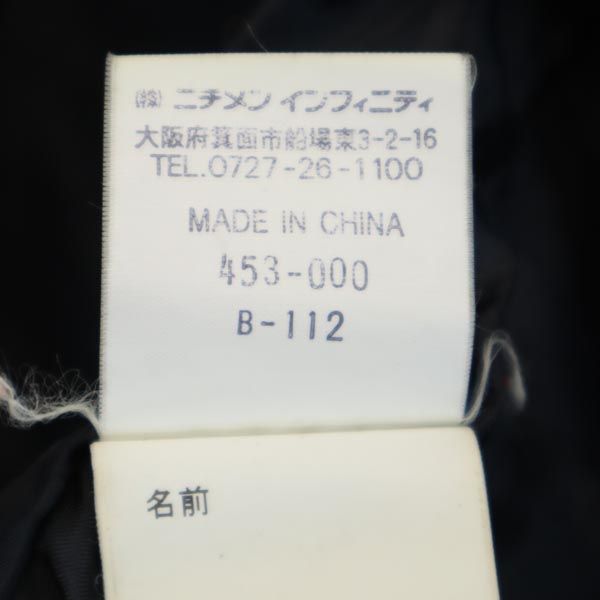 ㈱ ニチメン インフィニティ
大阪府箕面市船場東3-2-16
TEL.0727-26-1100
MADE IN CHINA
453-000
B-112
名前